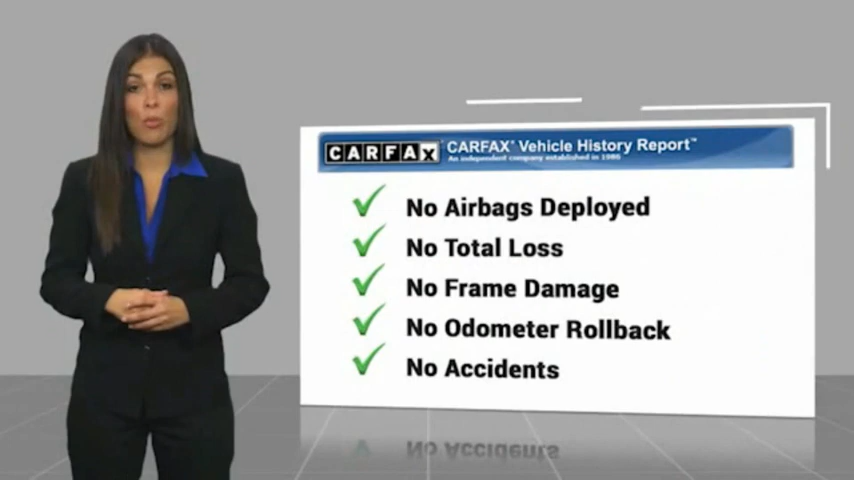 CARFAX CARFAX® Vehicle History Report™
An independent company established in 1986
No Airbags Deployed
No Total Loss
No Frame Damage
No Odometer Rollback
No Accidents
No Accidents